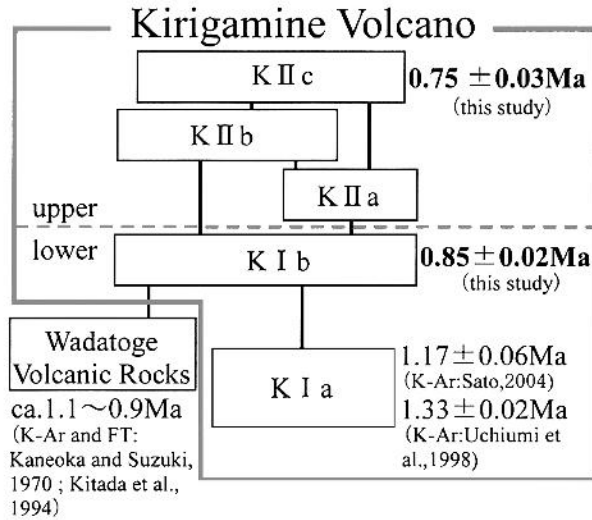 Kirigamine Volcano
K Ⅱ c
0.75 ±0.03Ma
(this study)
K Ⅱ b
K Ⅱ a
upper
lower
K Ⅰ b
0.85±0.02Ma
(this study)
Wadatoge
Volcanic Rocks
ca.1.1～0.9Ma
(K-Ar and FT:
Kaneoka and Suzuki,
1970 ; Kitada et al.,
1994)
K Ⅰ a
1.17±0.06Ma
(K-Ar:Sato,2004)
1.33±0.02Ma
(K-Ar:Uchiumi et
al.,1998)